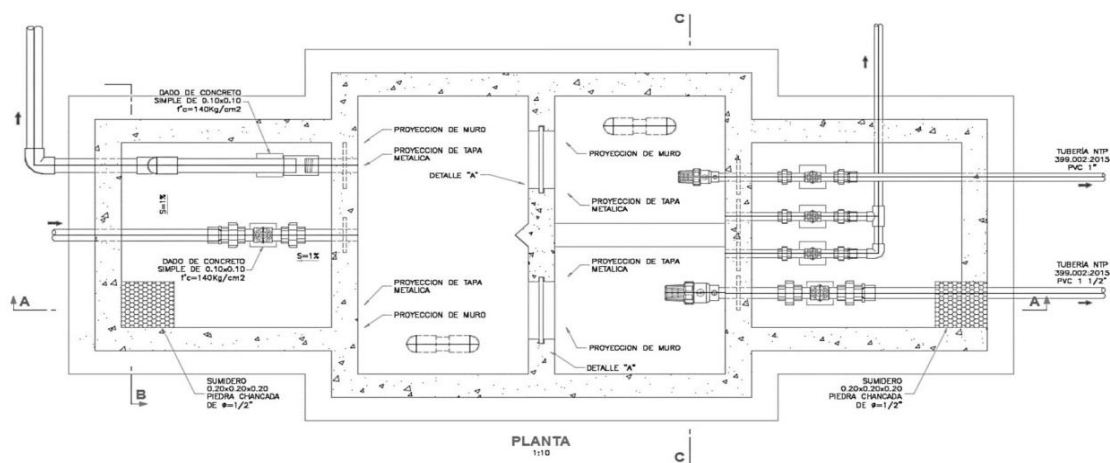 C
DADO DE CONCRETO
SIMPLE DE 0.10x0.10
f'c=140Kg/cm2
PROYECCION DE MURO
PROYECCION DE TAPA
METALICA
DETALLE "A"
PROYECCION DE MURO
PROYECCION DE TAPA
METALICA
TUBERÍA NTP
399.002:2015
PVC 1"
S=1%
S=1%
DADO DE CONCRETO
SIMPLE DE 0.10x0.10
f'c=140Kg/cm2
PROYECCION DE TAPA
METALICA
PROYECCION DE MURO
PROYECCION DE TAPA
METALICA
PROYECCION DE MURO
DETALLE "A"
TUBERÍA NTP
399.002:2015
PVC 1 1/2"
A
A
B
SUMIDERO
0.20x0.20x0.20
PIEDRA CHANCADA
DE ø=1/2"
SUMIDERO
0.20x0.20x0.20
PIEDRA CHANCADA
DE ø=1/2"
PLANTA
1:10
C